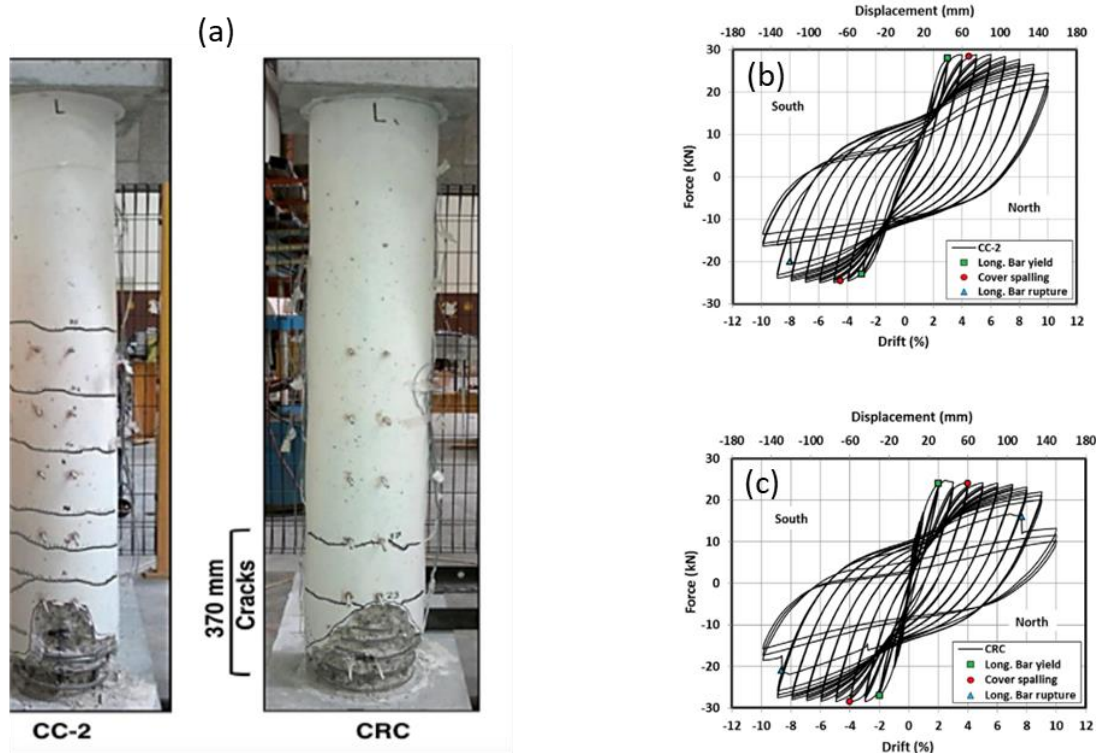 (a)
L
L
370 mm
Cracks
CC-2
CRC
Displacement (mm)
-180 -140 -100 -60 -20 20 60 100 140 180
(b)
30
20
10
0
-10
-20
-30
Force (KN)
South
North
CC-2
Long. Bar yield
Cover spalling
Long. Bar rupture
-12 -10 -8 -6 -4 -2 0 2 4 6 8 10 12
Drift (%)
Displacement (mm)
-180 -140 -100 -60 -20 20 60 100 140 180
(c)
30
20
10
0
-10
-20
-30
Force (kN)
South
North
CRC
Long. Bar yield
Cover spalling
Long. Bar rupture
-12 -10 -8 -6 -4 -2 0 2 4 6 8 10 12
Drift (%)